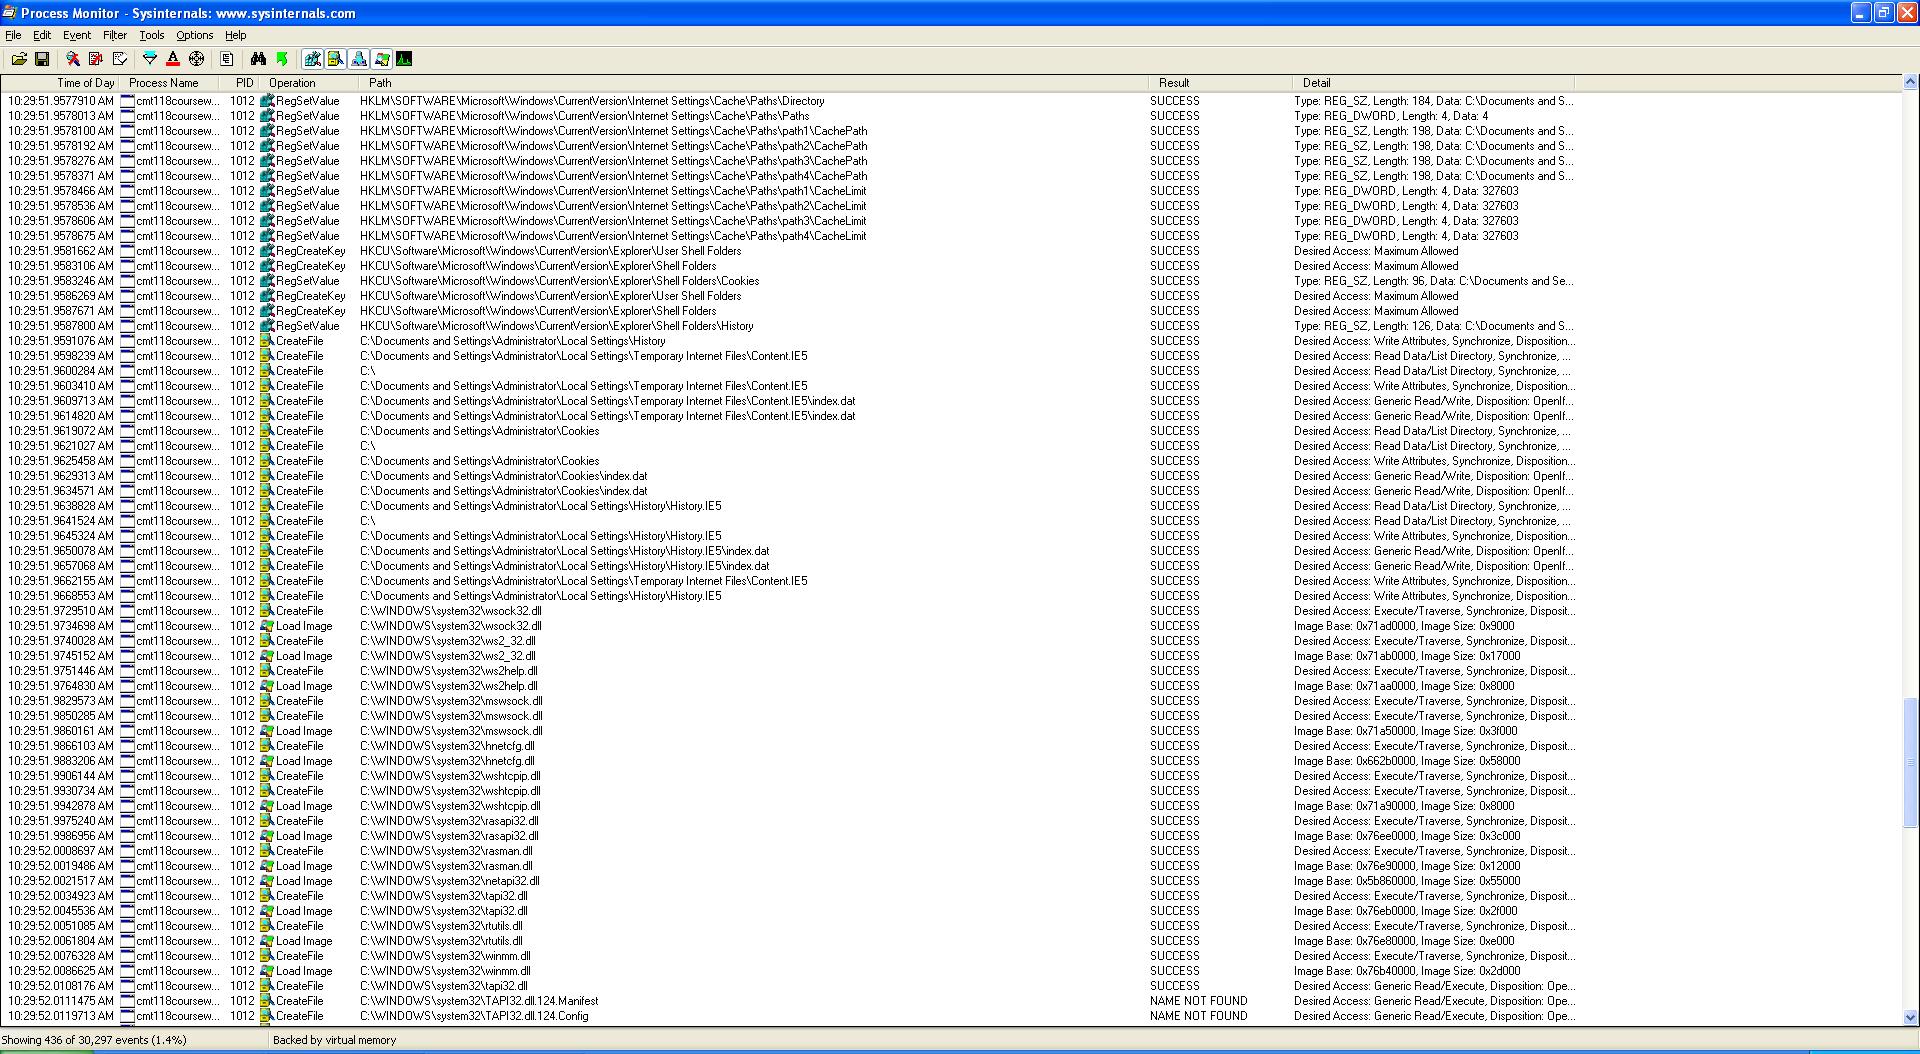 Process Monitor - Sysinternals: www.sysinternals.com
File Edit Event Filter Tools Options Help
Time of Day Process Name PID Operation Path Result Detail
10:29:51.9577910 AM cmt118coursew... 1012 RegSetValue HKLM\SOFTWARE\Microsoft\Windows\CurrentVersion\Internet Settings\Cache\Paths\Directory SUCCESS Type: REG_SZ, Length: 184, Data: C:\Documents and S...
10:29:51.9578013 AM cmt118coursew... 1012 RegSetValue HKLM\SOFTWARE\Microsoft\Windows\CurrentVersion\Internet Settings\Cache\Paths\Paths SUCCESS Type: REG_DWORD, Length: 4, Data: 4
10:29:51.9578100 AM cmt118coursew... 1012 RegSetValue HKLM\SOFTWARE\Microsoft\Windows\CurrentVersion\Internet Settings\Cache\Paths\path1\CachePath SUCCESS Type: REG_SZ, Length: 198, Data: C:\Documents and S...
10:29:51.9578192 AM cmt118coursew... 1012 RegSetValue HKLM\SOFTWARE\Microsoft\Windows\CurrentVersion\Internet Settings\Cache\Paths\path2\CachePath SUCCESS Type: REG_SZ, Length: 198, Data: C:\Documents and S...
10:29:51.9578276 AM cmt118coursew... 1012 RegSetValue HKLM\SOFTWARE\Microsoft\Windows\CurrentVersion\Internet Settings\Cache\Paths\path3\CachePath SUCCESS Type: REG_SZ, Length: 198, Data: C:\Documents and S...
10:29:51.9578371 AM cmt118coursew... 1012 RegSetValue HKLM\SOFTWARE\Microsoft\Windows\CurrentVersion\Internet Settings\Cache\Paths\path4\CachePath SUCCESS Type: REG_SZ, Length: 198, Data: C:\Documents and S...
10:29:51.9578466 AM cmt118coursew... 1012 RegSetValue HKLM\SOFTWARE\Microsoft\Windows\CurrentVersion\Internet Settings\Cache\Paths\path1\CacheLimit SUCCESS Type: REG_DWORD, Length: 4, Data: 327603
10:29:51.9578536 AM cmt118coursew... 1012 RegSetValue HKLM\SOFTWARE\Microsoft\Windows\CurrentVersion\Internet Settings\Cache\Paths\path2\CacheLimit SUCCESS Type: REG_DWORD, Length: 4, Data: 327603
10:29:51.9578606 AM cmt118coursew... 1012 RegSetValue HKLM\SOFTWARE\Microsoft\Windows\CurrentVersion\Internet Settings\Cache\Paths\path3\CacheLimit SUCCESS Type: REG_DWORD, Length: 4, Data: 327603
10:29:51.9578675 AM cmt118coursew... 1012 RegSetValue HKLM\SOFTWARE\Microsoft\Windows\CurrentVersion\Internet Settings\Cache\Paths\path4\CacheLimit SUCCESS Type: REG_DWORD, Length: 4, Data: 327603
10:29:51.9581662 AM cmt118coursew... 1012 RegCreateKey HKCU\Software\Microsoft\Windows\CurrentVersion\Explorer\User Shell Folders SUCCESS Desired Access: Maximum Allowed
10:29:51.9583106 AM cmt118coursew... 1012 RegCreateKey HKCU\Software\Microsoft\Windows\CurrentVersion\Explorer\Shell Folders SUCCESS Desired Access: Maximum Allowed
10:29:51.9583246 AM cmt118coursew... 1012 RegSetValue HKCU\Software\Microsoft\Windows\CurrentVersion\Explorer\Shell Folders\Cookies SUCCESS Type: REG_SZ, Length: 96, Data: C:\Documents and Se...
10:29:51.9586269 AM cmt118coursew... 1012 RegCreateKey HKCU\Software\Microsoft\Windows\CurrentVersion\Explorer\User Shell Folders SUCCESS Desired Access: Maximum Allowed
10:29:51.9587671 AM cmt118coursew... 1012 RegCreateKey HKCU\Software\Microsoft\Windows\CurrentVersion\Explorer\Shell Folders SUCCESS Desired Access: Maximum Allowed
10:29:51.9587800 AM cmt118coursew... 1012 RegSetValue HKCU\Software\Microsoft\Windows\CurrentVersion\Explorer\Shell Folders\History SUCCESS Type: REG_SZ, Length: 126, Data: C:\Documents and S...
10:29:51.9591076 AM cmt118coursew... 1012 CreateFile C:\Documents and Settings\Administrator\Local Settings\History SUCCESS Desired Access: Write Attributes, Synchronize, Disposition...
10:29:51.9598239 AM cmt118coursew... 1012 CreateFile C:\Documents and Settings\Administrator\Local Settings\Temporary Internet Files\Content.IE5 SUCCESS Desired Access: Read Data/List Directory, Synchronize, ...
10:29:51.9600284 AM cmt118coursew... 1012 CreateFile C:\ SUCCESS Desired Access: Read Data/List Directory, Synchronize, ...
10:29:51.9603410 AM cmt118coursew... 1012 CreateFile C:\Documents and Settings\Administrator\Local Settings\Temporary Internet Files\Content.IE5 SUCCESS Desired Access: Write Attributes, Synchronize, Disposition...
10:29:51.9609713 AM cmt118coursew... 1012 CreateFile C:\Documents and Settings\Administrator\Local Settings\Temporary Internet Files\Content.IE5\index.dat SUCCESS Desired Access: Generic Read/Write, Disposition: OpenIf...
10:29:51.9614820 AM cmt118coursew... 1012 CreateFile C:\Documents and Settings\Administrator\Local Settings\Temporary Internet Files\Content.IE5\index.dat SUCCESS Desired Access: Generic Read/Write, Disposition: OpenIf...
10:29:51.9619072 AM cmt118coursew... 1012 CreateFile C:\Documents and Settings\Administrator\Cookies SUCCESS Desired Access: Read Data/List Directory, Synchronize, ...
10:29:51.9621027 AM cmt118coursew... 1012 CreateFile C:\ SUCCESS Desired Access: Read Data/List Directory, Synchronize, ...
10:29:51.9625458 AM cmt118coursew... 1012 CreateFile C:\Documents and Settings\Administrator\Cookies SUCCESS Desired Access: Write Attributes, Synchronize, Disposition...
10:29:51.9629313 AM cmt118coursew... 1012 CreateFile C:\Documents and Settings\Administrator\Cookies\index.dat SUCCESS Desired Access: Generic Read/Write, Disposition: OpenIf...
10:29:51.9634571 AM cmt118coursew... 1012 CreateFile C:\Documents and Settings\Administrator\Cookies\index.dat SUCCESS Desired Access: Generic Read/Write, Disposition: OpenIf...
10:29:51.9638828 AM cmt118coursew... 1012 CreateFile C:\Documents and Settings\Administrator\Local Settings\History\History.IE5 SUCCESS Desired Access: Read Data/List Directory, Synchronize, ...
10:29:51.9641524 AM cmt118coursew... 1012 CreateFile C:\ SUCCESS Desired Access: Read Data/List Directory, Synchronize, ...
10:29:51.9645324 AM cmt118coursew... 1012 CreateFile C:\Documents and Settings\Administrator\Local Settings\History\History.IE5 SUCCESS Desired Access: Write Attributes, Synchronize, Disposition...
10:29:51.9650078 AM cmt118coursew... 1012 CreateFile C:\Documents and Settings\Administrator\Local Settings\History\History.IE5\index.dat SUCCESS Desired Access: Generic Read/Write, Disposition: OpenIf...
10:29:51.9657068 AM cmt118coursew... 1012 CreateFile C:\Documents and Settings\Administrator\Local Settings\History\History.IE5\index.dat SUCCESS Desired Access: Generic Read/Write, Disposition: OpenIf...
10:29:51.9662155 AM cmt118coursew... 1012 CreateFile C:\Documents and Settings\Administrator\Local Settings\Temporary Internet Files\Content.IE5 SUCCESS Desired Access: Write Attributes, Synchronize, Disposition...
10:29:51.9668553 AM cmt118coursew... 1012 CreateFile C:\Documents and Settings\Administrator\Local Settings\History\History.IE5 SUCCESS Desired Access: Write Attributes, Synchronize, Disposition...
10:29:51.9729510 AM cmt118coursew... 1012 CreateFile C:\WINDOWS\system32\wsock32.dll SUCCESS Desired Access: Execute/Traverse, Synchronize, Disposit...
10:29:51.9734698 AM cmt118coursew... 1012 Load Image C:\WINDOWS\system32\wsock32.dll SUCCESS Image Base: 0x71ad0000, Image Size: 0x9000
10:29:51.9740028 AM cmt118coursew... 1012 CreateFile C:\WINDOWS\system32\ws2_32.dll SUCCESS Desired Access: Execute/Traverse, Synchronize, Disposit...
10:29:51.9745152 AM cmt118coursew... 1012 Load Image C:\WINDOWS\system32\ws2_32.dll SUCCESS Image Base: 0x71ab0000, Image Size: 0x17000
10:29:51.9751446 AM cmt118coursew... 1012 CreateFile C:\WINDOWS\system32\ws2help.dll SUCCESS Desired Access: Execute/Traverse, Synchronize, Disposit...
10:29:51.9764830 AM cmt118coursew... 1012 Load Image C:\WINDOWS\system32\ws2help.dll SUCCESS Image Base: 0x71aa0000, Image Size: 0x8000
10:29:51.9829573 AM cmt118coursew... 1012 CreateFile C:\WINDOWS\system32\mswsock.dll SUCCESS Desired Access: Execute/Traverse, Synchronize, Disposit...
10:29:51.9850285 AM cmt118coursew... 1012 CreateFile C:\WINDOWS\system32\mswsock.dll SUCCESS Desired Access: Execute/Traverse, Synchronize, Disposit...
10:29:51.9860161 AM cmt118coursew... 1012 Load Image C:\WINDOWS\system32\mswsock.dll SUCCESS Image Base: 0x71a50000, Image Size: 0x3f000
10:29:51.9866103 AM cmt118coursew... 1012 CreateFile C:\WINDOWS\system32\hnetcfg.dll SUCCESS Desired Access: Execute/Traverse, Synchronize, Disposit...
10:29:51.9883206 AM cmt118coursew... 1012 Load Image C:\WINDOWS\system32\hnetcfg.dll SUCCESS Image Base: 0x662b0000, Image Size: 0x58000
10:29:51.9906144 AM cmt118coursew... 1012 CreateFile C:\WINDOWS\system32\wshtcpip.dll SUCCESS Desired Access: Execute/Traverse, Synchronize, Disposit...
10:29:51.9930734 AM cmt118coursew... 1012 CreateFile C:\WINDOWS\system32\wshtcpip.dll SUCCESS Desired Access: Execute/Traverse, Synchronize, Disposit...
10:29:51.9942878 AM cmt118coursew... 1012 Load Image C:\WINDOWS\system32\wshtcpip.dll SUCCESS Image Base: 0x71a90000, Image Size: 0x8000
10:29:51.9975240 AM cmt118coursew... 1012 CreateFile C:\WINDOWS\system32\rasapi32.dll SUCCESS Desired Access: Execute/Traverse, Synchronize, Disposit...
10:29:51.9986956 AM cmt118coursew... 1012 Load Image C:\WINDOWS\system32\rasapi32.dll SUCCESS Image Base: 0x76ee0000, Image Size: 0x3c000
10:29:52.0008697 AM cmt118coursew... 1012 CreateFile C:\WINDOWS\system32\rasman.dll SUCCESS Desired Access: Execute/Traverse, Synchronize, Disposit...
10:29:52.0019486 AM cmt118coursew... 1012 Load Image C:\WINDOWS\system32\rasman.dll SUCCESS Image Base: 0x76e90000, Image Size: 0x12000
10:29:52.0021517 AM cmt118coursew... 1012 Load Image C:\WINDOWS\system32\netapi32.dll SUCCESS Image Base: 0x5b860000, Image Size: 0x55000
10:29:52.0034923 AM cmt118coursew... 1012 CreateFile C:\WINDOWS\system32\tapi32.dll SUCCESS Desired Access: Execute/Traverse, Synchronize, Disposit...
10:29:52.0045536 AM cmt118coursew... 1012 Load Image C:\WINDOWS\system32\tapi32.dll SUCCESS Image Base: 0x76eb0000, Image Size: 0x2f000
10:29:52.0051085 AM cmt118coursew... 1012 CreateFile C:\WINDOWS\system32\rtutils.dll SUCCESS Desired Access: Execute/Traverse, Synchronize, Disposit...
10:29:52.0061804 AM cmt118coursew... 1012 Load Image C:\WINDOWS\system32\rtutils.dll SUCCESS Image Base: 0x76e80000, Image Size: 0xe000
10:29:52.0076328 AM cmt118coursew... 1012 CreateFile C:\WINDOWS\system32\winmm.dll SUCCESS Desired Access: Execute/Traverse, Synchronize, Disposit...
10:29:52.0086625 AM cmt118coursew... 1012 Load Image C:\WINDOWS\system32\winmm.dll SUCCESS Image Base: 0x76b40000, Image Size: 0x2d000
10:29:52.0108176 AM cmt118coursew... 1012 CreateFile C:\WINDOWS\system32\tapi32.dll SUCCESS Desired Access: Generic Read/Execute, Disposition: Ope...
10:29:52.0111475 AM cmt118coursew... 1012 CreateFile C:\WINDOWS\system32\TAPI32.dll.124.Manifest NAME NOT FOUND Desired Access: Generic Read/Execute, Disposition: Ope...
10:29:52.0119713 AM cmt118coursew... 1012 CreateFile C:\WINDOWS\system32\TAPI32.dll.124.Config NAME NOT FOUND Desired Access: Generic Read/Execute, Disposition: Ope...
Showing 436 of 30,297 events (1.4%) Backed by virtual memory